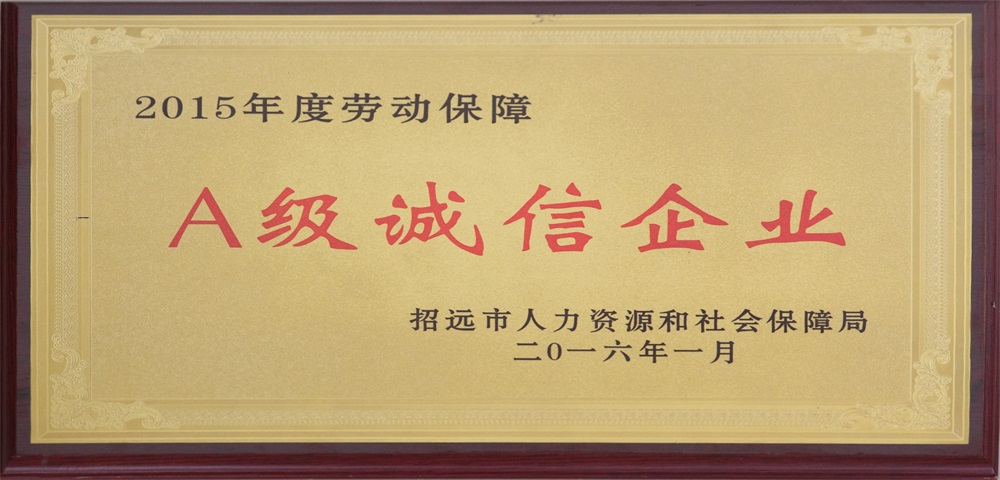 2015年度劳动保障
A级诚信企业
招远市人力资源和社会保障局
二0一六年一月